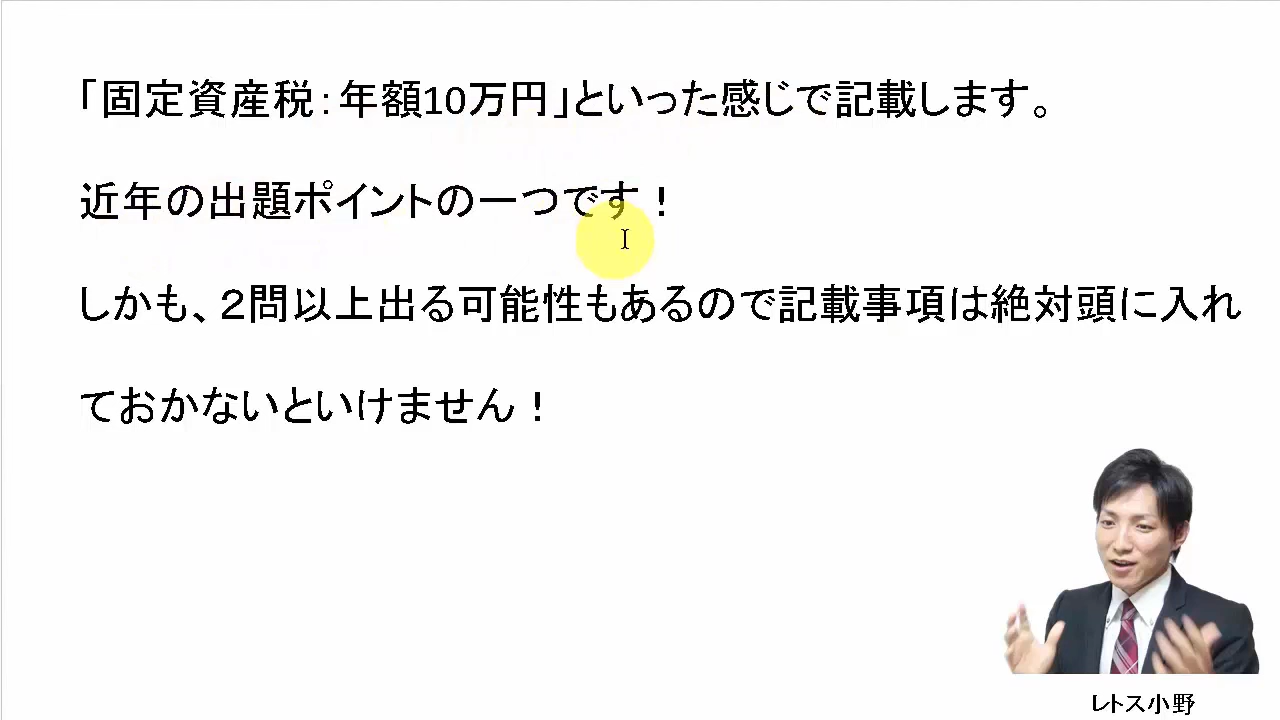 「固定資産税：年額10万円」といった感じで記載します。
近年の出題ポイントの一つです！
しかも、２問以上出る可能性もあるので記載事項は絶対頭に入れ
ておかないといけません！
レトス小野